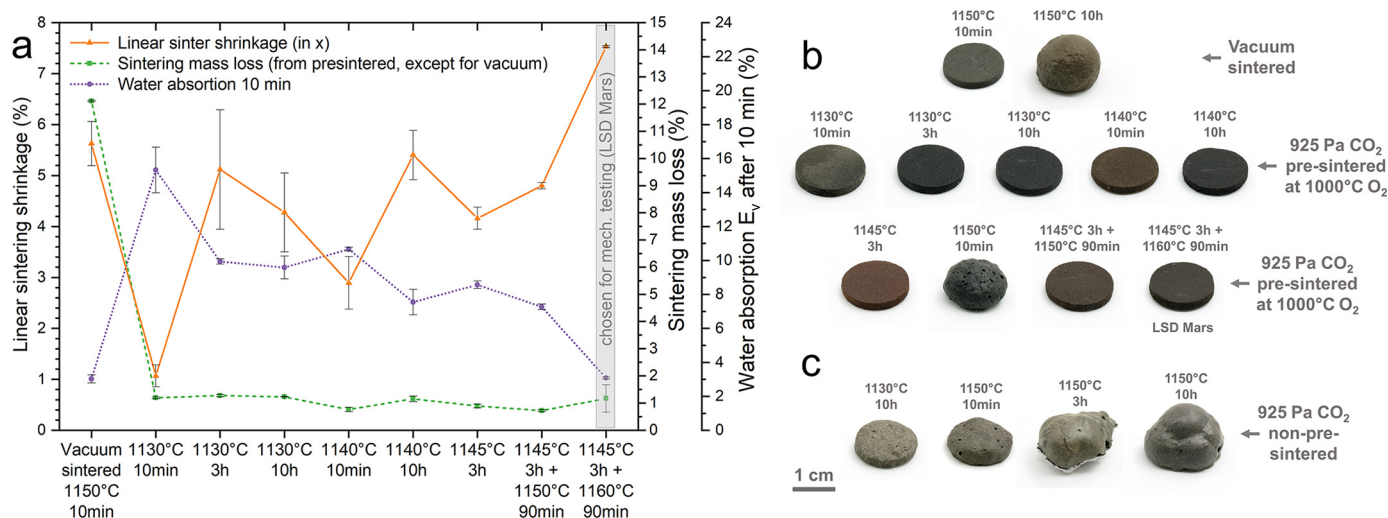 a
Linear sinter shrinkage (in x)
Sintering mass loss (from presintered, except for vacuum)
Water absortion 10 min
Linear sintering shrinkage (%)
0
1
2
3
4
5
6
7
8
Sintering mass loss (%)
0
1
2
3
4
5
6
7
8
9
10
11
12
13
14
15
Water absorption Ev after 10 min (%)
0
2
4
6
8
10
12
14
16
18
20
22
24
chosen for mech. testing (LSD Mars)
Vacuum
sintered
1150°C
10min
1130°C
10min
1130°C
3h
1130°C
10h
1140°C
10min
1140°C
10h
1145°C
3h
1145°C
3h +
1150°C
90min
1145°C
3h +
1160°C
90min
b
1150°C
10min
1150°C 10h
Vacuum
sintered
1130°C
10min
1130°C
3h
1130°C
10h
1140°C
10min
1140°C
10h
925 Pa CO2
pre-sintered
at 1000°C O2
1145°C
3h
1150°C
10min
1145°C 3h +
1150°C 90min
1145°C 3h +
1160°C 90min
LSD Mars
925 Pa CO2
pre-sintered
at 1000°C O2
c
1130°C
10h
1150°C
10min
1150°C
3h
1150°C
10h
925 Pa CO2
non-pre-
sintered
1 cm